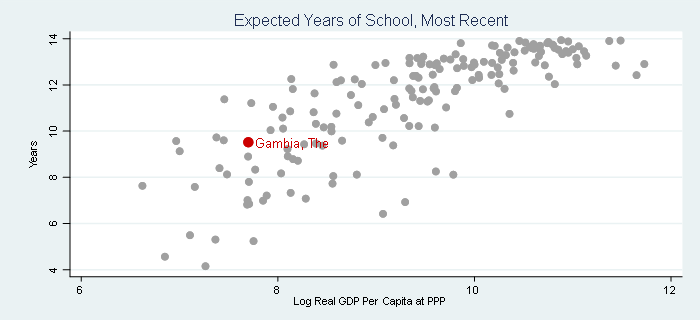 Expected Years of School, Most Recent
14
12
10
8
6
4
Years
Gambia, The
6
8
10
12
Log Real GDP Per Capita at PPP